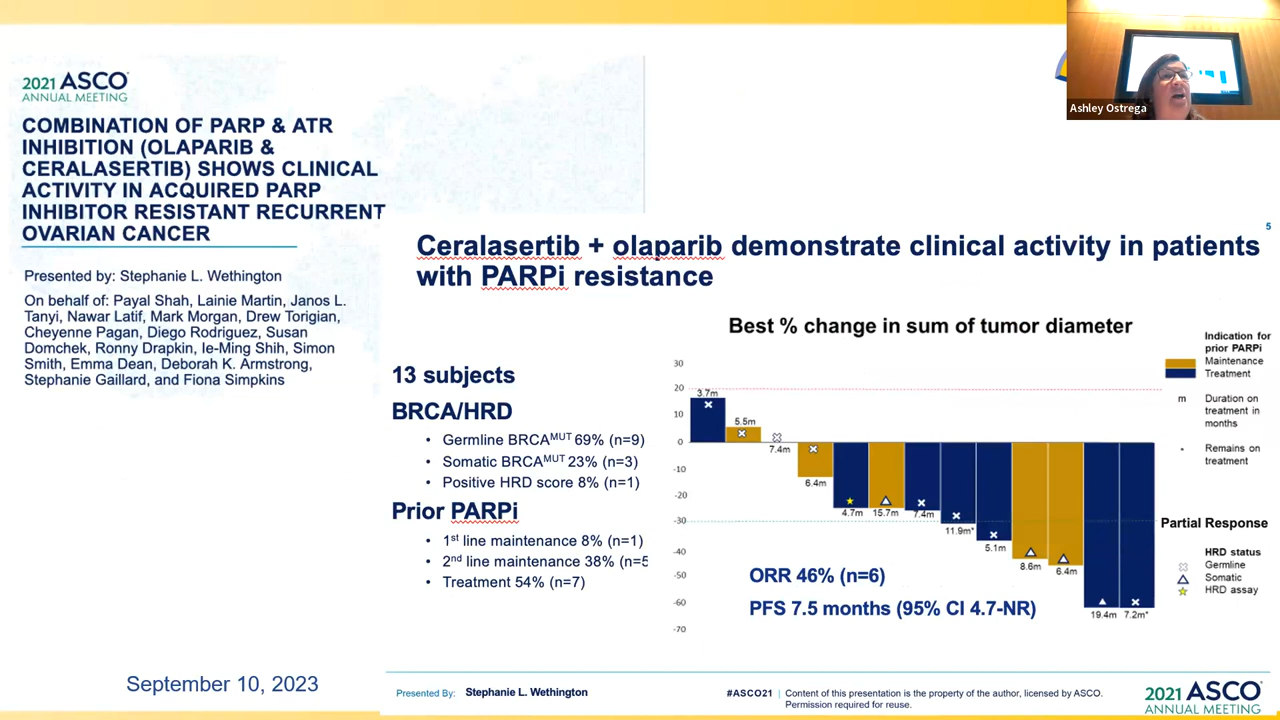 Ashley Ostrega
2021 ASCO®
ANNUAL MEETING
COMBINATION OF PARP & ATR
INHIBITION (OLAPARIB &
CERALASERTIB) SHOWS CLINICAL
ACTIVITY IN ACQUIRED PARP
INHIBITOR RESISTANT RECURRENT
OVARIAN CANCER
Presented by: Stephanie L. Wethington
On behalf of: Payal Shah, Lainie Martin, Janos L.
Tanyi, Nawar Latif, Mark Morgan, Drew Torigian,
Cheyenne Pagan, Diego Rodriguez, Susan
Domchek, Ronny Drapkin, Ie-Ming Shih, Simon
Smith, Emma Dean, Deborah K. Armstrong,
Stephanie Gaillard, and Fiona Simpkins
September 10, 2023
5
Ceralasertib + olaparib demonstrate clinical activity in patients
with PARPi resistance
13 subjects
BRCA/HRD
• Germline BRCAMUT 69% (n=9)
• Somatic BRCAMUT 23% (n=3)
• Positive HRD score 8% (n=1)
Prior PARPi
• 1st line maintenance 8% (n=1)
• 2nd line maintenance 38% (n=5
• Treatment 54% (n=7)
Best % change in sum of tumor diameter
30
20
10
0
-10
-20
-30
-40
-50
-60
-70
3.7m
5.5m
7.4m
6.4m
4.7m
15.7m
7.4m
11.9m*
5.1m
8.6m
6.4m
19.4m
7.2m*
ORR 46% (n=6)
PFS 7.5 months (95% CI 4.7-NR)
Indication for
prior PARPi
Maintenance
Treatment
m Duration on
treatment in
months
* Remains on
treatment
Partial Response
HRD status
Germline
Somatic
HRD assay
Presented By: Stephanie L. Wethington
#ASCO21 | Content of this presentation is the property of the author, licensed by ASCO.
Permission required for reuse.
2021 ASCO®
ANNUAL MEETING